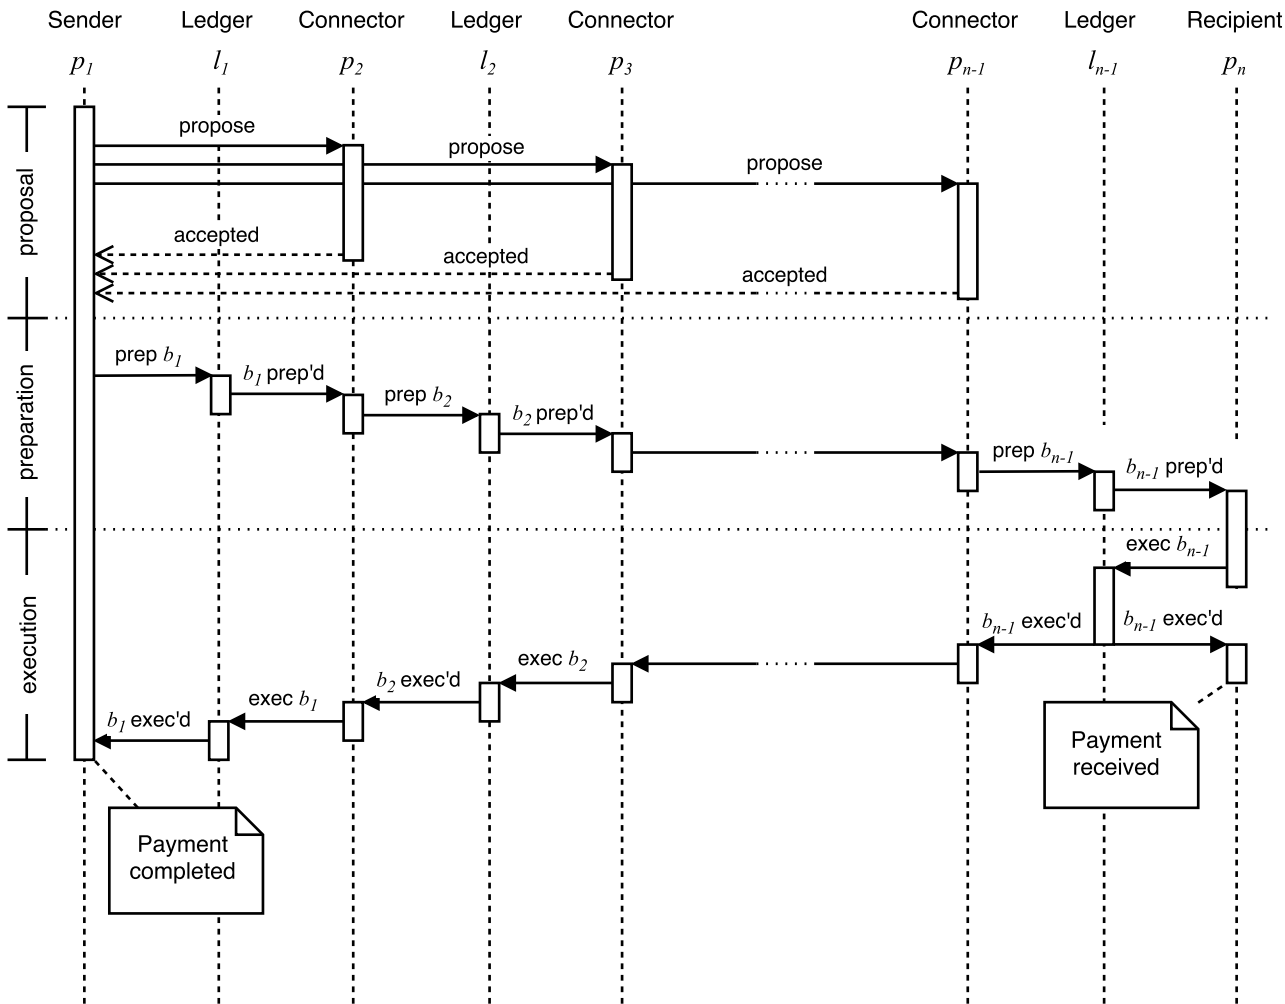 Sender Ledger Connector Ledger Connector Connector Ledger Recipient
p1 l1 p2 l2 p3 pn-1 ln-1 pn
proposal
propose
propose
propose
accepted
accepted
accepted
preparation
prep b1
b1 prep'd
prep b2
b2 prep'd
prep bn-1
bn-1 prep'd
execution
exec bn-1
bn-1 exec'd
bn-1 exec'd
exec b2
b2 exec'd
exec b1
b1 exec'd
Payment
received
Payment
completed